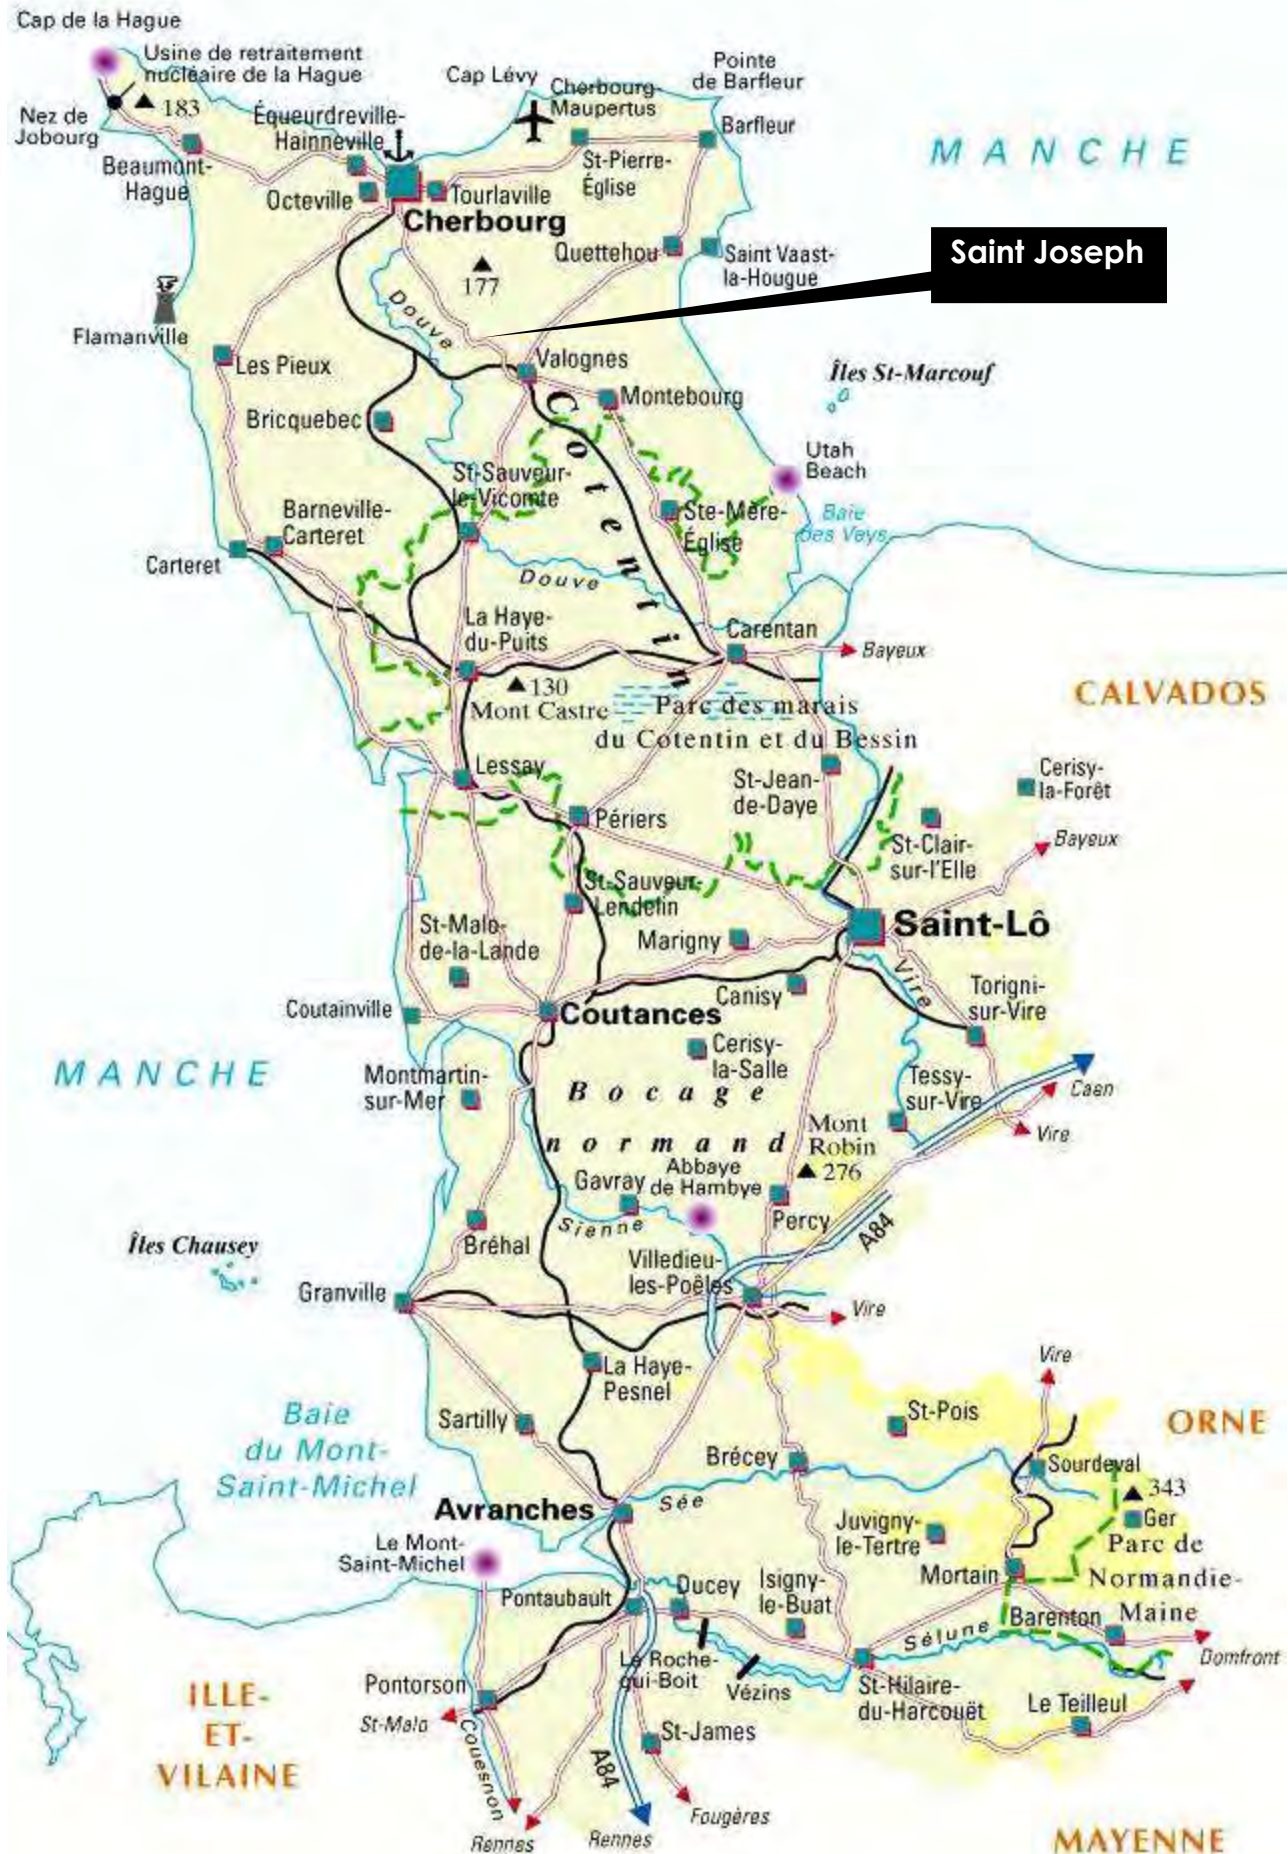 Cap de la Hague
Usine de retraitement
nucléaire de la Hague
183
Nez de
Jobourg
Cap Lévy
Cherbourg-
Maupertus
Pointe
de Barfleur
Équeurdreville-
Hainneville
Beaumont-
Hague
Octeville
Tourlaville
St-Pierre-
Église
Barfleur
MANCHE
Cherbourg
Quettehou
Saint Vaast-
la-Hougue
Saint Joseph
177
Douve
Flamanville
Les Pieux
Valognes
Îles St-Marcouf
Montebourg
Bricquebec
Cotentin
Utah
Beach
St-Sauveur-
le-Vicomte
Ste-Mère-
Église
Baie
des Veys
Barneville-
Carteret
Carteret
Douve
La Haye-
du-Puits
Carentan
Bayeux
130
Mont Castre
Parc des marais
du Cotentin et du Bessin
CALVADOS
Lessay
St-Jean-
de-Daye
Cerisy-
la-Forêt
Périers
St-Clair-
sur-l'Elle
Bayeux
St-Sauveur-
Lendelin
St-Malo-
de-la-Lande
Marigny
Saint-Lô
Canisy
Vire
Torigni-
sur-Vire
Coutainville
Coutances
Cerisy-
la-Salle
MANCHE
Montmartin-
sur-Mer
Bocage
normand
Tessy-
sur-Vire
Caen
Vire
Mont
Robin
276
Gavray
Abbaye
de Hambye
Sienne
Percy
A84
Bréhal
Îles Chausey
Villedieu-
les-Poêles
Granville
Vire
La Haye-
Pesnel
Vire
Baie
du Mont-
Saint-Michel
Sartilly
St-Pois
ORNE
Brécey
Sourdeval
343
Ger
Avranches
Sée
Juvigny-
le-Tertre
Parc de
Normandie-
Maine
Le Mont-
Saint-Michel
Mortain
Pontaubault
Ducey
Isigny-
le-Buat
Barenton
Sélune
Domfront
La Roche-
qui-Boit
Vézins
St-Hilaire-
du-Harcouët
Le Teilleul
Pontorson
St-Malo
Couesnon
ILLE-
ET-
VILAINE
St-James
A84
Fougères
Rennes
Rennes
MAYENNE